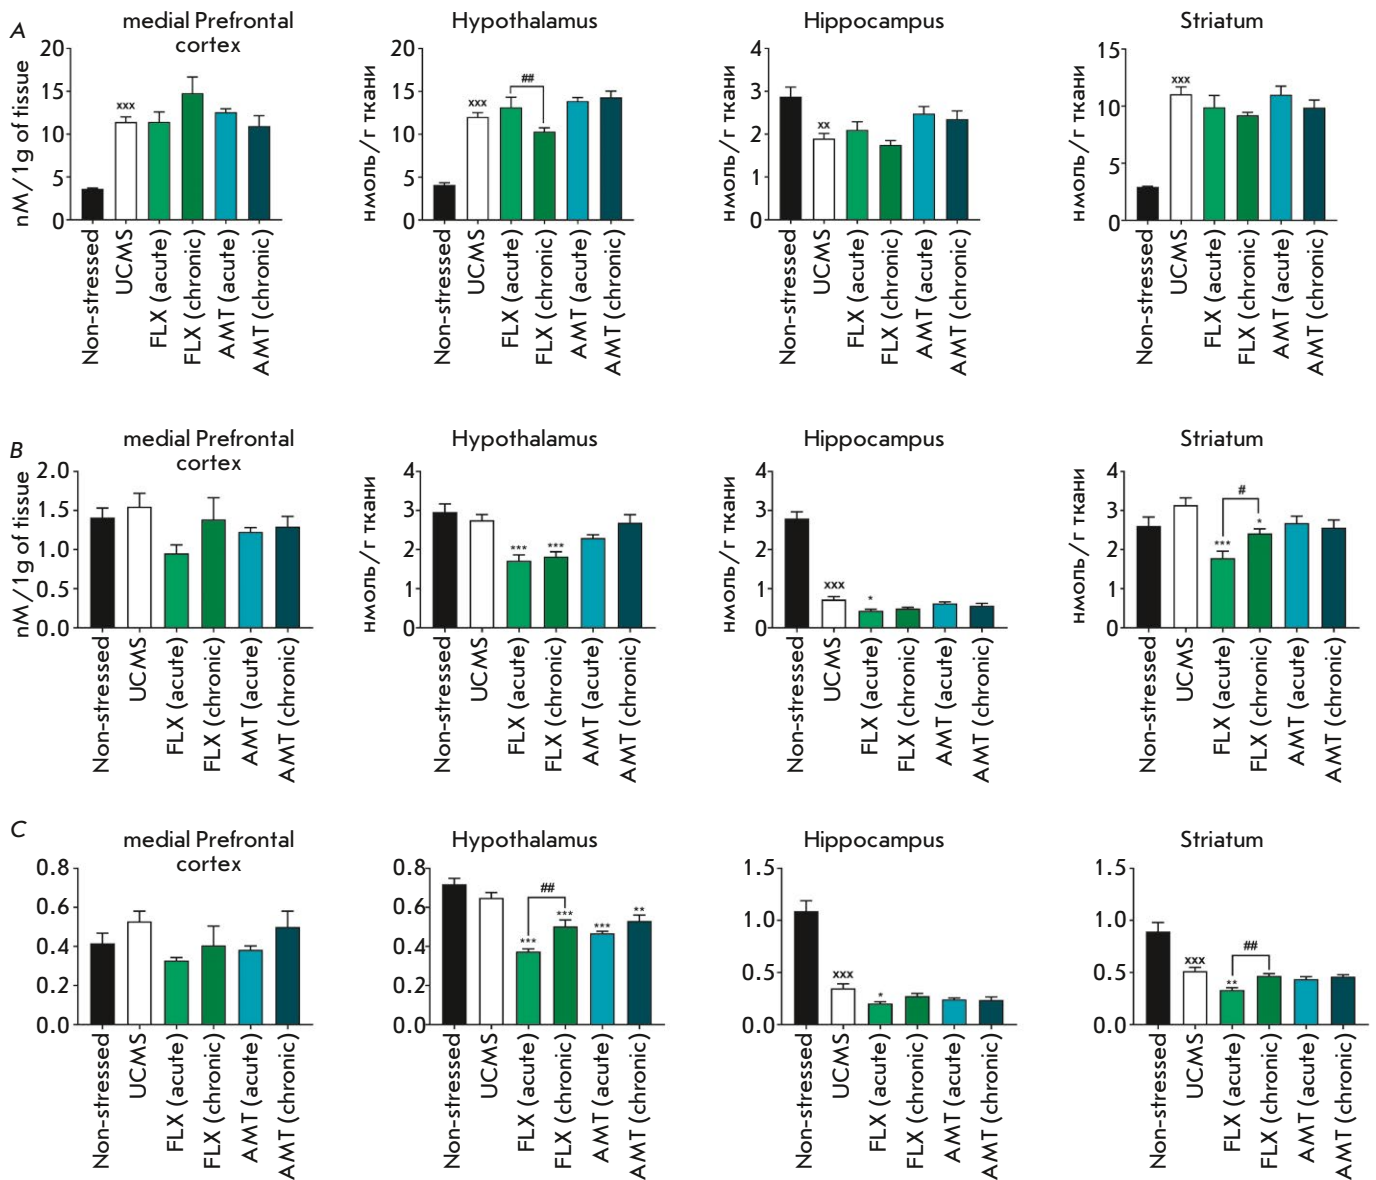 A
medial Prefrontal
cortex
nM/1g of tissue
20
15
10
5
0
xxx
Non-stressed
UCMS
FLX (acute)
FLX (chronic)
AMT (acute)
AMT (chronic)
Hypothalamus
нмоль/г ткани
20
15
10
5
0
xxx
##
Non-stressed
UCMS
FLX (acute)
FLX (chronic)
AMT (acute)
AMT (chronic)
Hippocampus
нмоль/г ткани
4
3
2
1
0
xx
Non-stressed
UCMS
FLX (acute)
FLX (chronic)
AMT (acute)
AMT (chronic)
Striatum
15
10
5
0
xxx
Non-stressed
UCMS
FLX (acute)
FLX (chronic)
AMT (acute)
AMT (chronic)
B
medial Prefrontal
cortex
nM/1g of tissue
2.0
1.5
1.0
0.5
0.0
Non-stressed
UCMS
FLX (acute)
FLX (chronic)
AMT (acute)
AMT (chronic)
Hypothalamus
нмоль/г ткани
4
3
2
1
0
***
***
Non-stressed
UCMS
FLX (acute)
FLX (chronic)
AMT (acute)
AMT (chronic)
Hippocampus
нмоль/г ткани
4
3
2
1
0
xxx
*
Non-stressed
UCMS
FLX (acute)
FLX (chronic)
AMT (acute)
AMT (chronic)
Striatum
нмоль/г ткани
4
3
2
1
0
***
#
*
Non-stressed
UCMS
FLX (acute)
FLX (chronic)
AMT (acute)
AMT (chronic)
C
medial Prefrontal
cortex
0.8
0.6
0.4
0.2
0.0
Non-stressed
UCMS
FLX (acute)
FLX (chronic)
AMT (acute)
AMT (chronic)
Hypothalamus
0.8
0.6
0.4
0.2
0.0
***
##
***
***
**
Non-stressed
UCMS
FLX (acute)
FLX (chronic)
AMT (acute)
AMT (chronic)
Hippocampus
1.5
1.0
0.5
0.0
xxx
*
Non-stressed
UCMS
FLX (acute)
FLX (chronic)
AMT (acute)
AMT (chronic)
Striatum
1.5
1.0
0.5
0.0
xxx
**
##
Non-stressed
UCMS
FLX (acute)
FLX (chronic)
AMT (acute)
AMT (chronic)